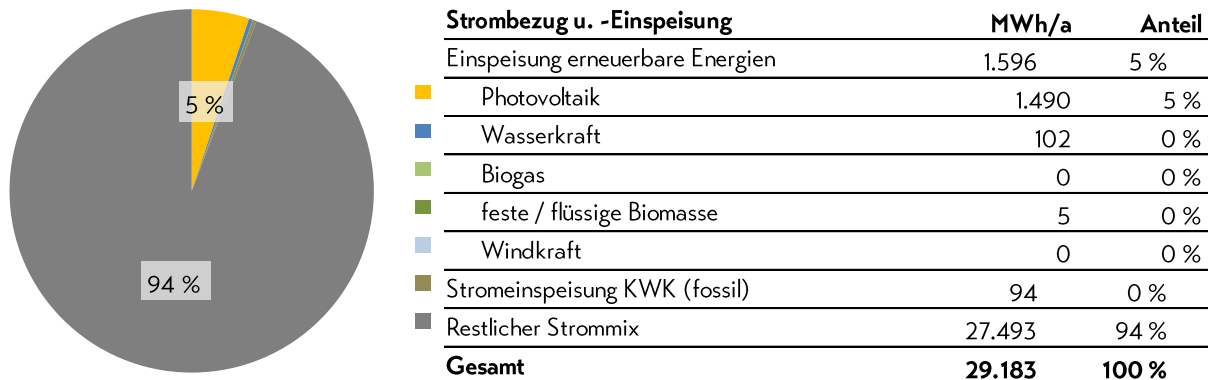 5 %
94 %
Strombezug u. -Einspeisung MWh/a Anteil
Einspeisung erneuerbare Energien 1.596 5 %
Photovoltaik 1.490 5 %
Wasserkraft 102 0 %
Biogas 0 0 %
feste / flüssige Biomasse 5 0 %
Windkraft 0 0 %
Stromeinspeisung KWK (fossil) 94 0 %
Restlicher Strommix 27.493 94 %
Gesamt 29.183 100 %